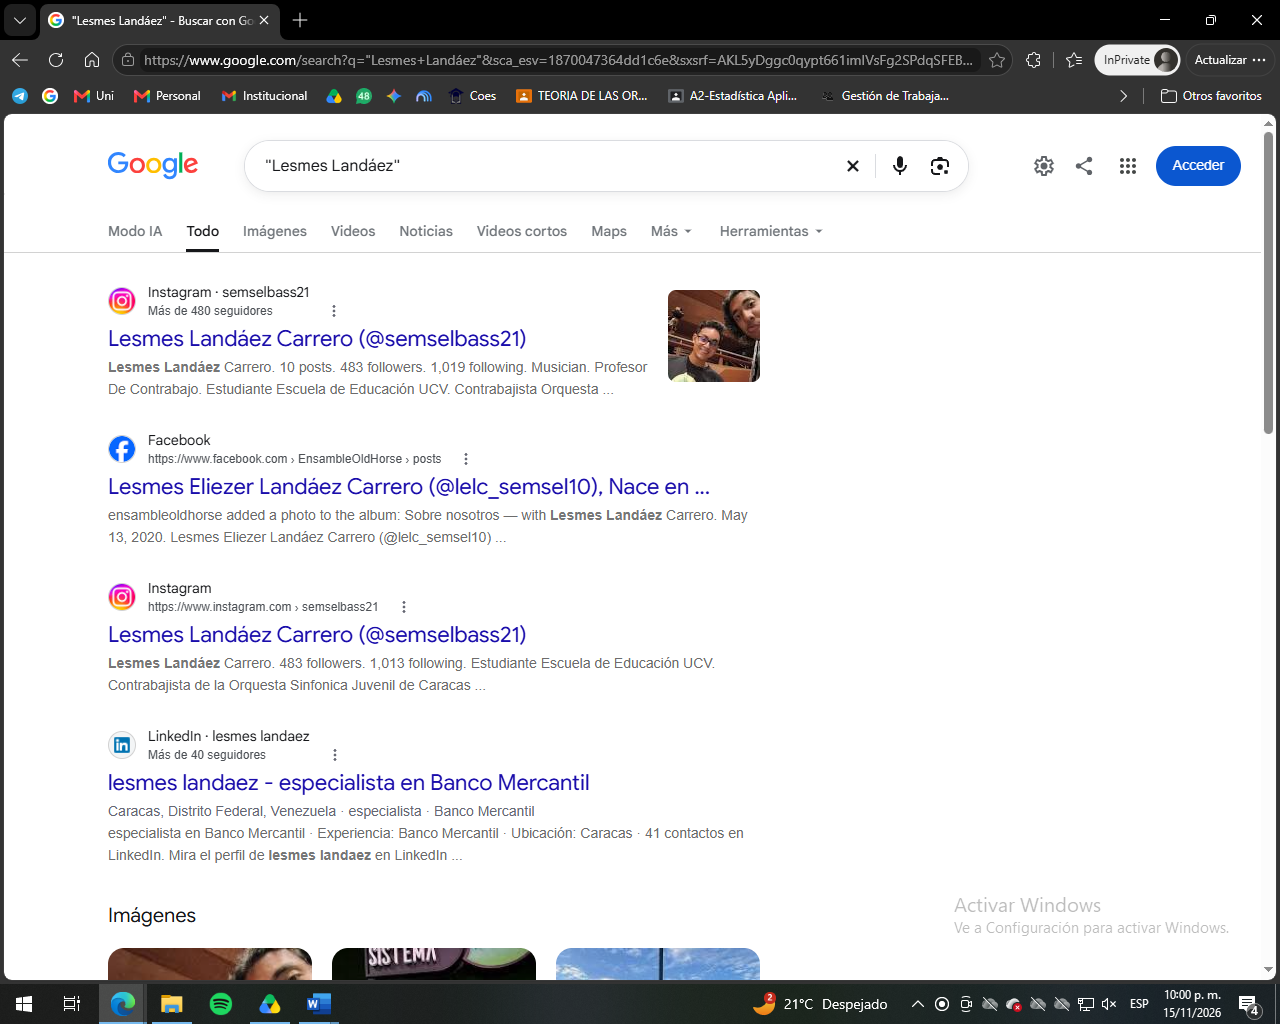 "Lesmes Landáez" - Buscar con Go
https://www.google.com/search?q="Lesmes+Landáez"&sca_esv=1870047364dd1c6e&sxsrf=AKL5yDggc0qypt661imIVsFg2SPdqSFEB...
InPrivate
Actualizar
Uni
Personal
Institucional
48
Coes
TEORIA DE LAS OR...
A2-Estadística Apli...
Gestión de Trabaja...
Otros favoritos
Google
"Lesmes Landáez"
Acceder
Modo IA
Todo
Imágenes
Videos
Noticias
Videos cortos
Maps
Más
Herramientas
Instagram · semselbass21
Más de 480 seguidores
Lesmes Landáez Carrero (@semselbass21)
Lesmes Landáez Carrero. 10 posts. 483 followers. 1,019 following. Musician. Profesor
De Contrabajo. Estudiante Escuela de Educación UCV. Contrabajista Orquesta ...
Facebook
https://www.facebook.com › EnsambleOldHorse › posts
Lesmes Eliezer Landáez Carrero (@lelc_semsel10), Nace en ...
ensambleoldhorse added a photo to the album: Sobre nosotros — with Lesmes Landáez Carrero. May
13, 2020. Lesmes Eliezer Landáez Carrero (@lelc_semsel10) ...
Instagram
https://www.instagram.com › semselbass21
Lesmes Landáez Carrero (@semselbass21)
Lesmes Landáez Carrero. 483 followers. 1,013 following. Estudiante Escuela de Educación UCV.
Contrabajista de la Orquesta Sinfonica Juvenil de Caracas ...
LinkedIn · lesmes landaez
Más de 40 seguidores
lesmes landaez - especialista en Banco Mercantil
Caracas, Distrito Federal, Venezuela · especialista · Banco Mercantil
especialista en Banco Mercantil · Experiencia: Banco Mercantil · Ubicación: Caracas · 41 contactos en
LinkedIn. Mira el perfil de lesmes landaez en LinkedIn ...
Imágenes
SISTEMA
Activar Windows
Ve a Configuración para activar Windows.
2
21°C Despejado
ESP
10:00 p. m.
15/11/2026
4